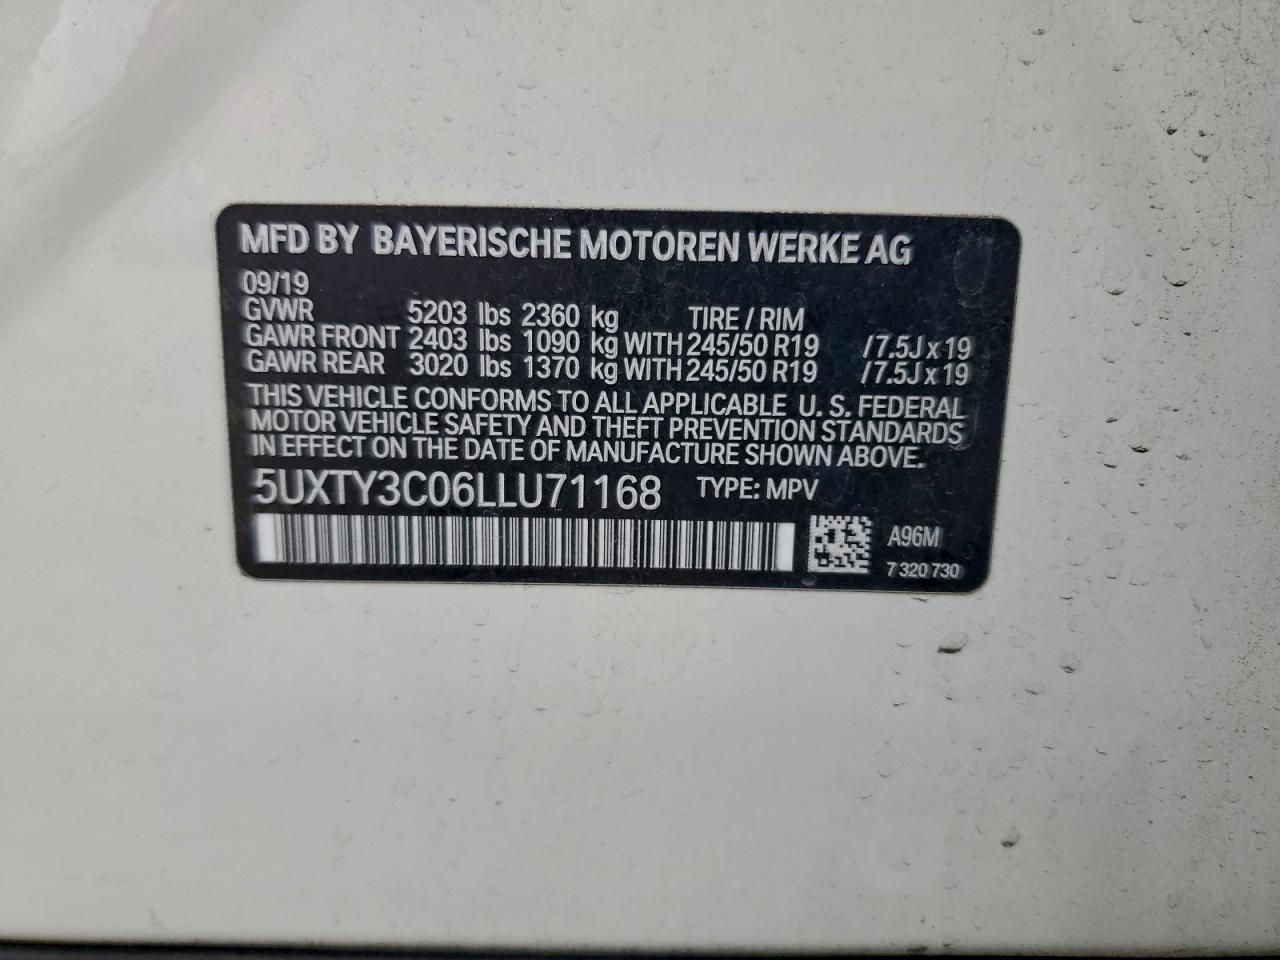 MFD BY BAYERISCHE MOTOREN WERKE AG
09/19
GVWR 5203 lbs 2360 kg TIRE / RIM
GAWR FRONT 2403 lbs 1090 kg WITH 245/50 R19 /7.5J x 19
GAWR REAR 3020 lbs 1370 kg WITH 245/50 R19 /7.5J x 19
THIS VEHICLE CONFORMS TO ALL APPLICABLE U. S. FEDERAL
MOTOR VEHICLE SAFETY AND THEFT PREVENTION STANDARDS
IN EFFECT ON THE DATE OF MANUFACTURE SHOWN ABOVE.
5UXTY3C06LLU71168 TYPE: MPV
A96M
7 320 730